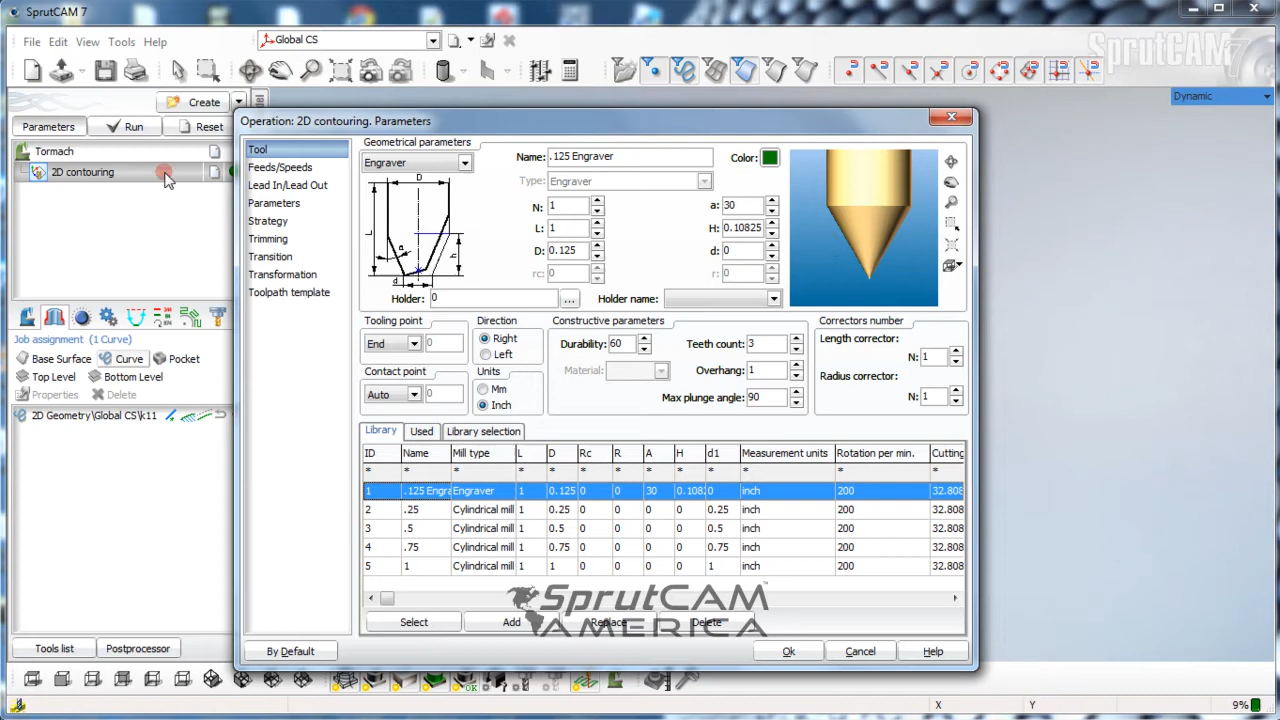 SprutCAM 7
File Edit View Tools Help
Global CS
SprutCAM 7
Dynamic
Create
Parameters Run Reset
Tormach
2D contouring
Job assignment (1 Curve)
Base Surface Curve Pocket
Top Level Bottom Level
Properties Delete
2D Geometry\Global CS\k11
Tools list Postprocessor
Operation: 2D contouring. Parameters
Tool
Feeds/Speeds
Lead In/Lead Out
Parameters
Strategy
Trimming
Transition
Transformation
Toolpath template
Geometrical parameters
Engraver
Name: .125 Engraver Color:
Type: Engraver
N: 1 a: 30
L: 1 H: 0.10825
D: 0.125 d: 0
rc: 0 r: 0
D
L
a
h
d
Holder: 0 ... Holder name:
Tooling point
End 0
Contact point
Auto 0
Direction
Right
Left
Units
Mm
Inch
Constructive parameters
Durability: 60 Teeth count: 3
Material: Overhang: 1
Max plunge angle: 90
Correctors number
Length corrector:
N: 1
Radius corrector:
N: 1
Library Used Library selection
ID Name Mill type L D Rc R A H d1 Measurement units Rotation per min. Cutting
* * * * * * * * * * * * *
1 .125 Engra Engraver 1 0.125 0 0 30 0.1082 0 inch 200 32.808
2 .25 Cylindrical mill 1 0.25 0 0 0 0 0.25 inch 200 32.808
3 .5 Cylindrical mill 1 0.5 0 0 0 0 0.5 inch 200 32.808
4 .75 Cylindrical mill 1 0.75 0 0 0 0 0.75 inch 200 32.808
5 1 Cylindrical mill 1 1 0 0 0 0 1 inch 200 32.808
SprutCAM™
AMERICA
Select Add Replace Delete
By Default Ok Cancel Help
OK
X Y 9%